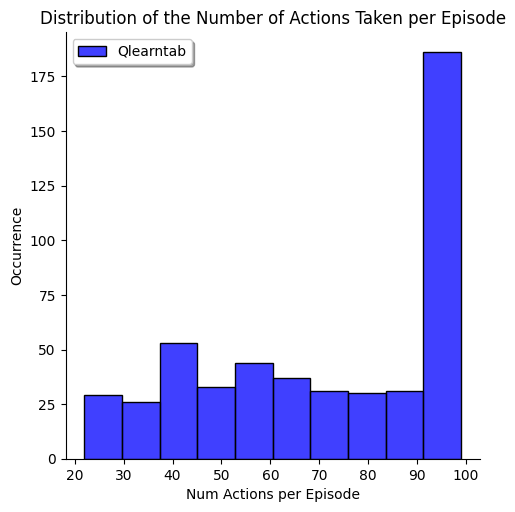 Distribution of the Number of Actions Taken per Episode
Qlearntab
175
150
125
100
75
50
25
0
Occurrence
20 30 40 50 60 70 80 90 100
Num Actions per Episode